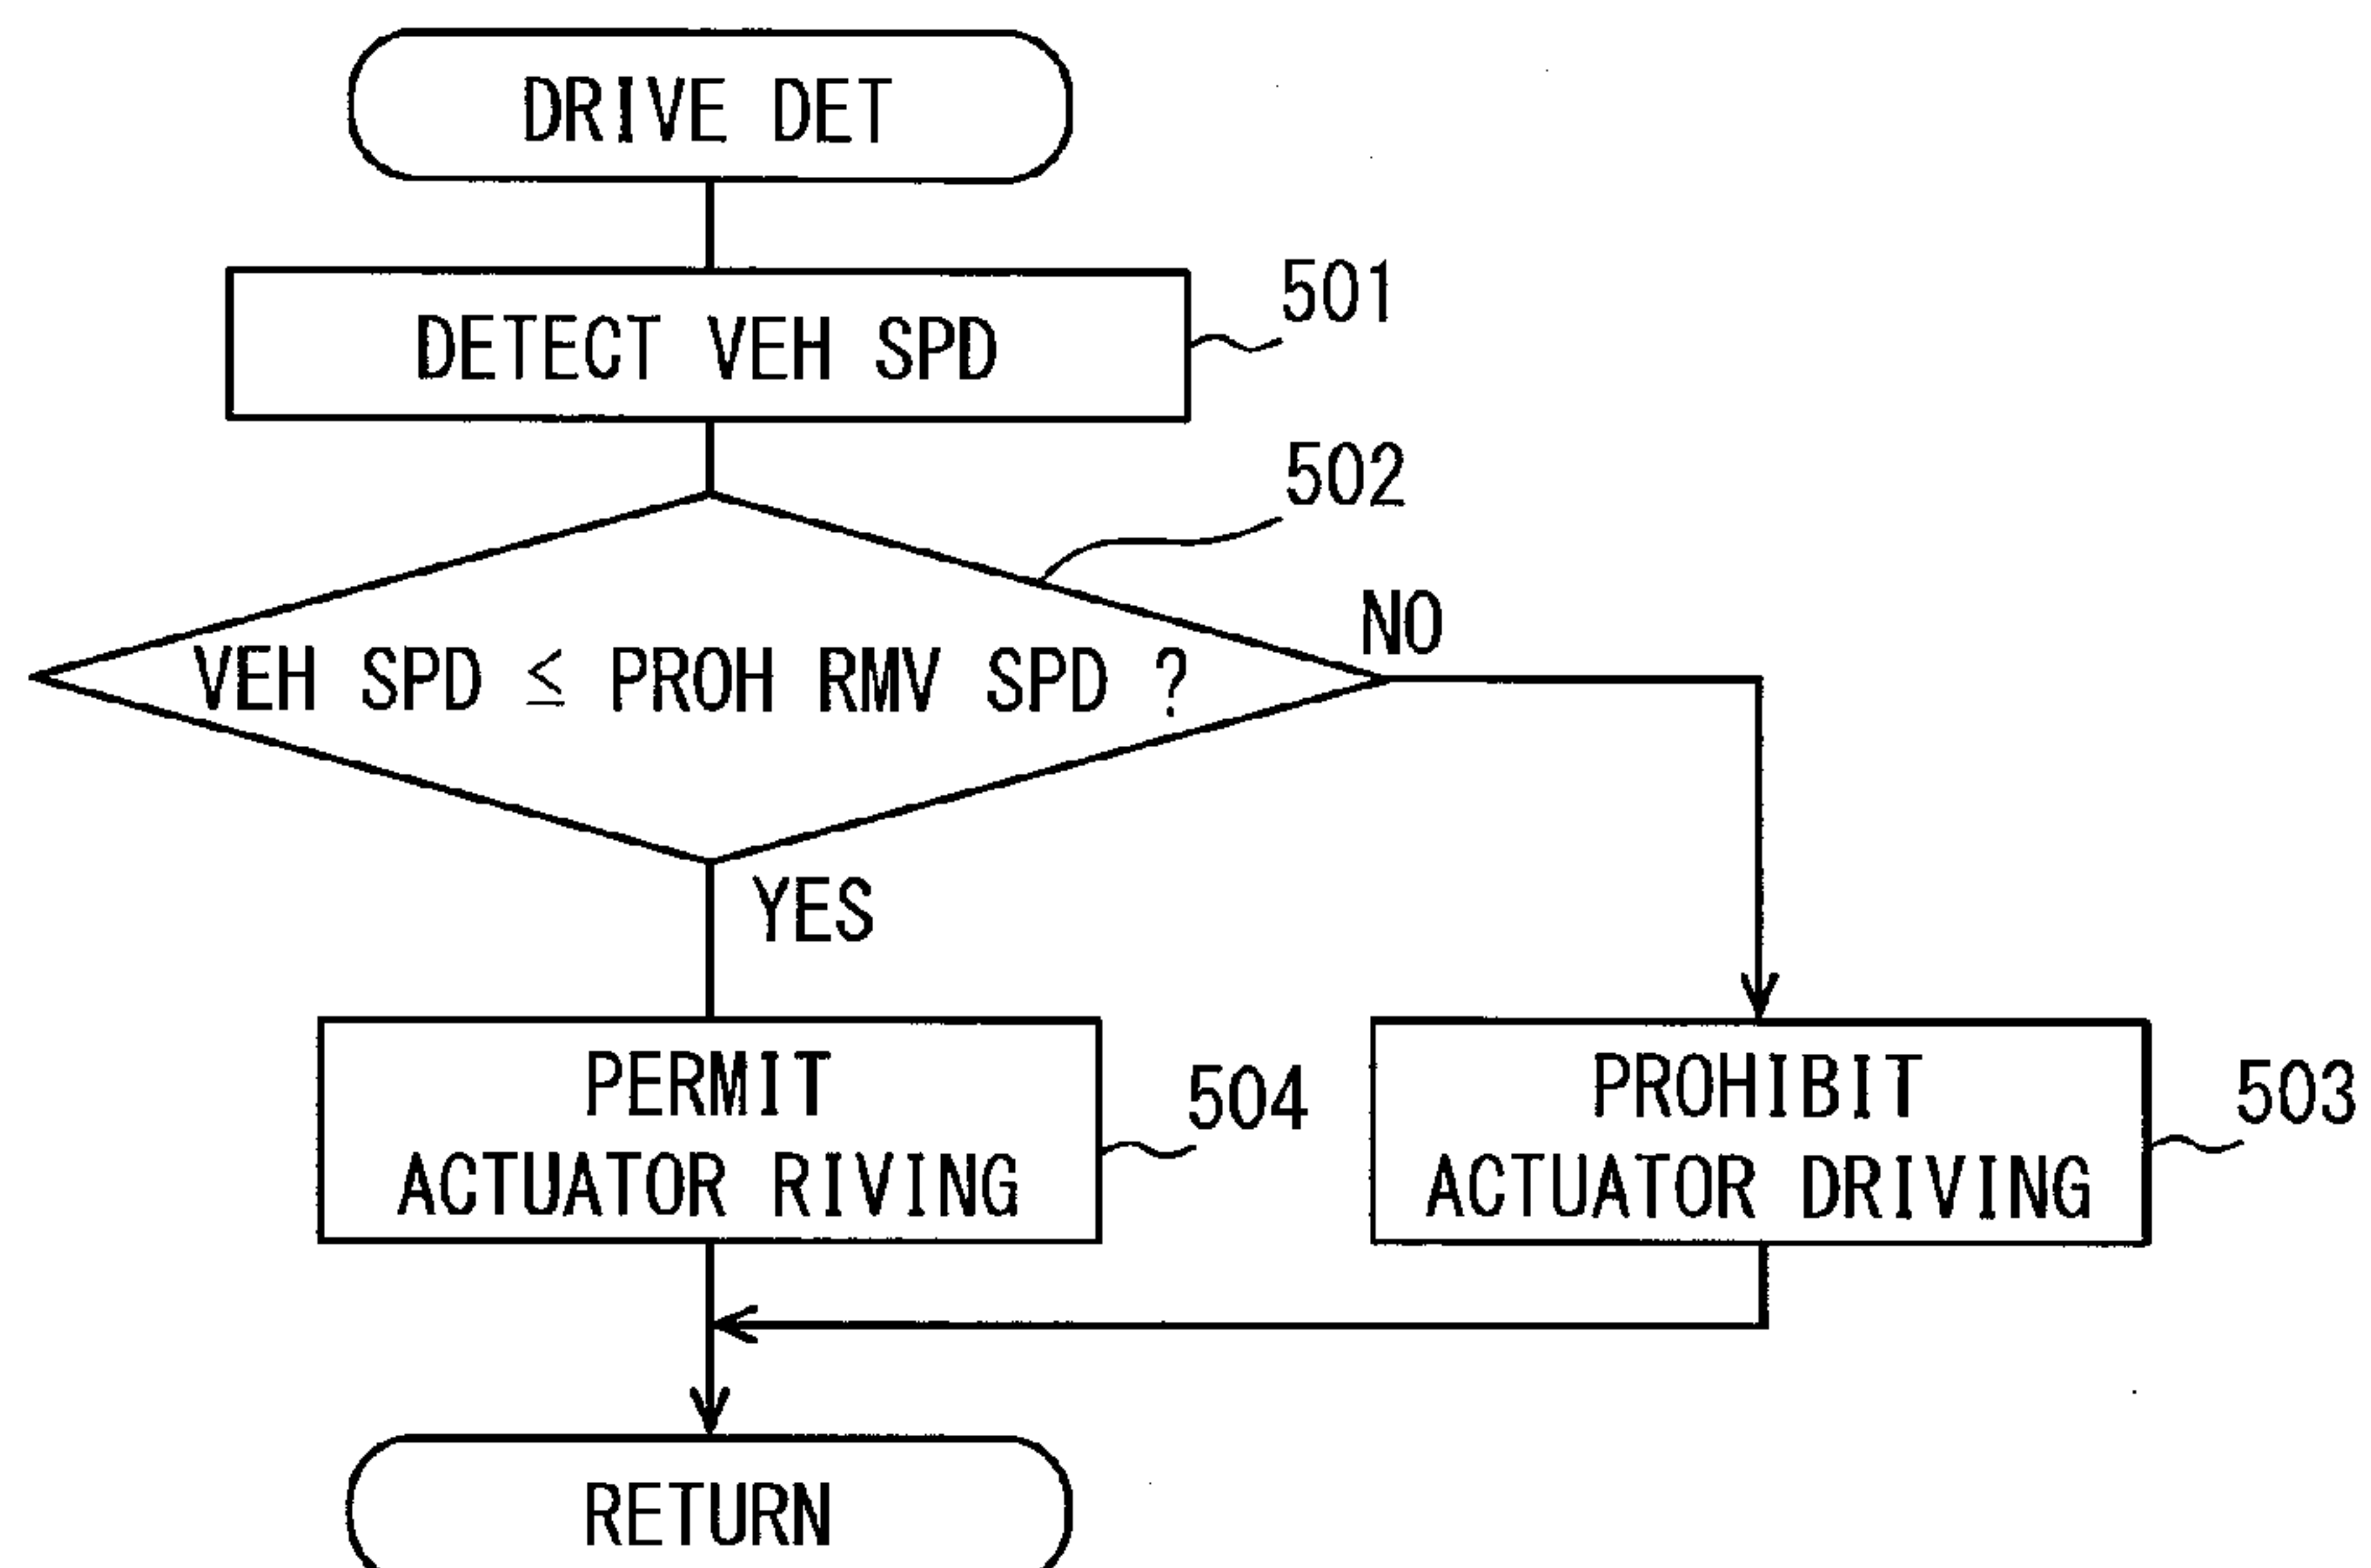 DRIVE DET
DETECT VEH SPD
501
502
VEH SPD ≤ PROH RMV SPD ?
NO
YES
PERMIT
ACTUATOR RIVING
504
PROHIBIT
ACTUATOR DRIVING
503
RETURN